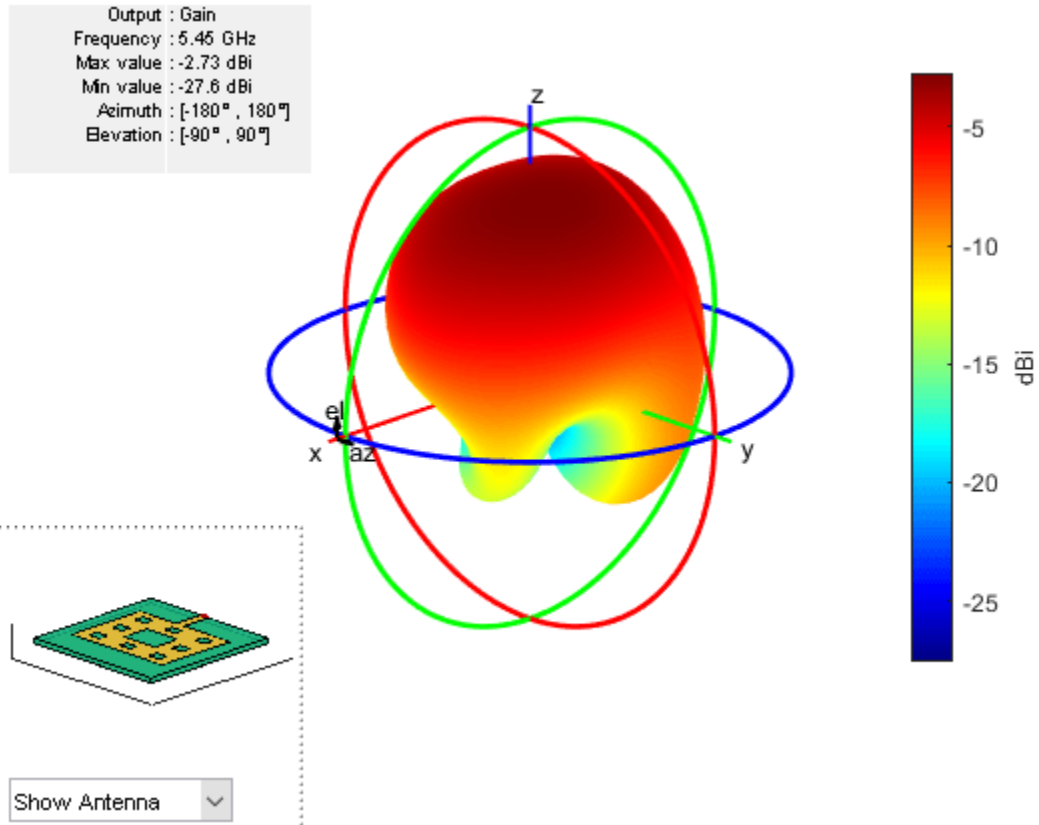 Output : Gain
Frequency : 5.45 GHz
Max value : -2.73 dBi
Min value : -27.6 dBi
Azimuth : [-180° , 180°]
Elevation : [-90° , 90°]
z
el
x
az
y
-5
-10
-15
-20
-25
dBi
Show Antenna